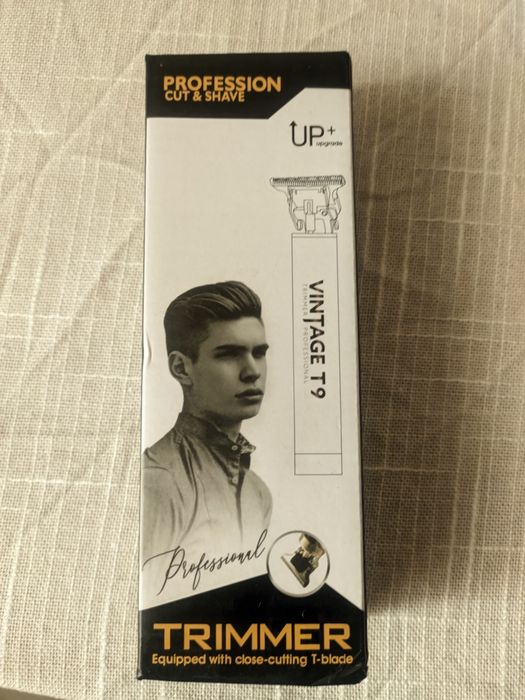 PROFESSION
CUT & SHAVE
UP+
upgrade
VINTAGE T9
TRIMMER PROFESSIONAL
Professional
TRIMMER
Equipped with close-cutting T-blade